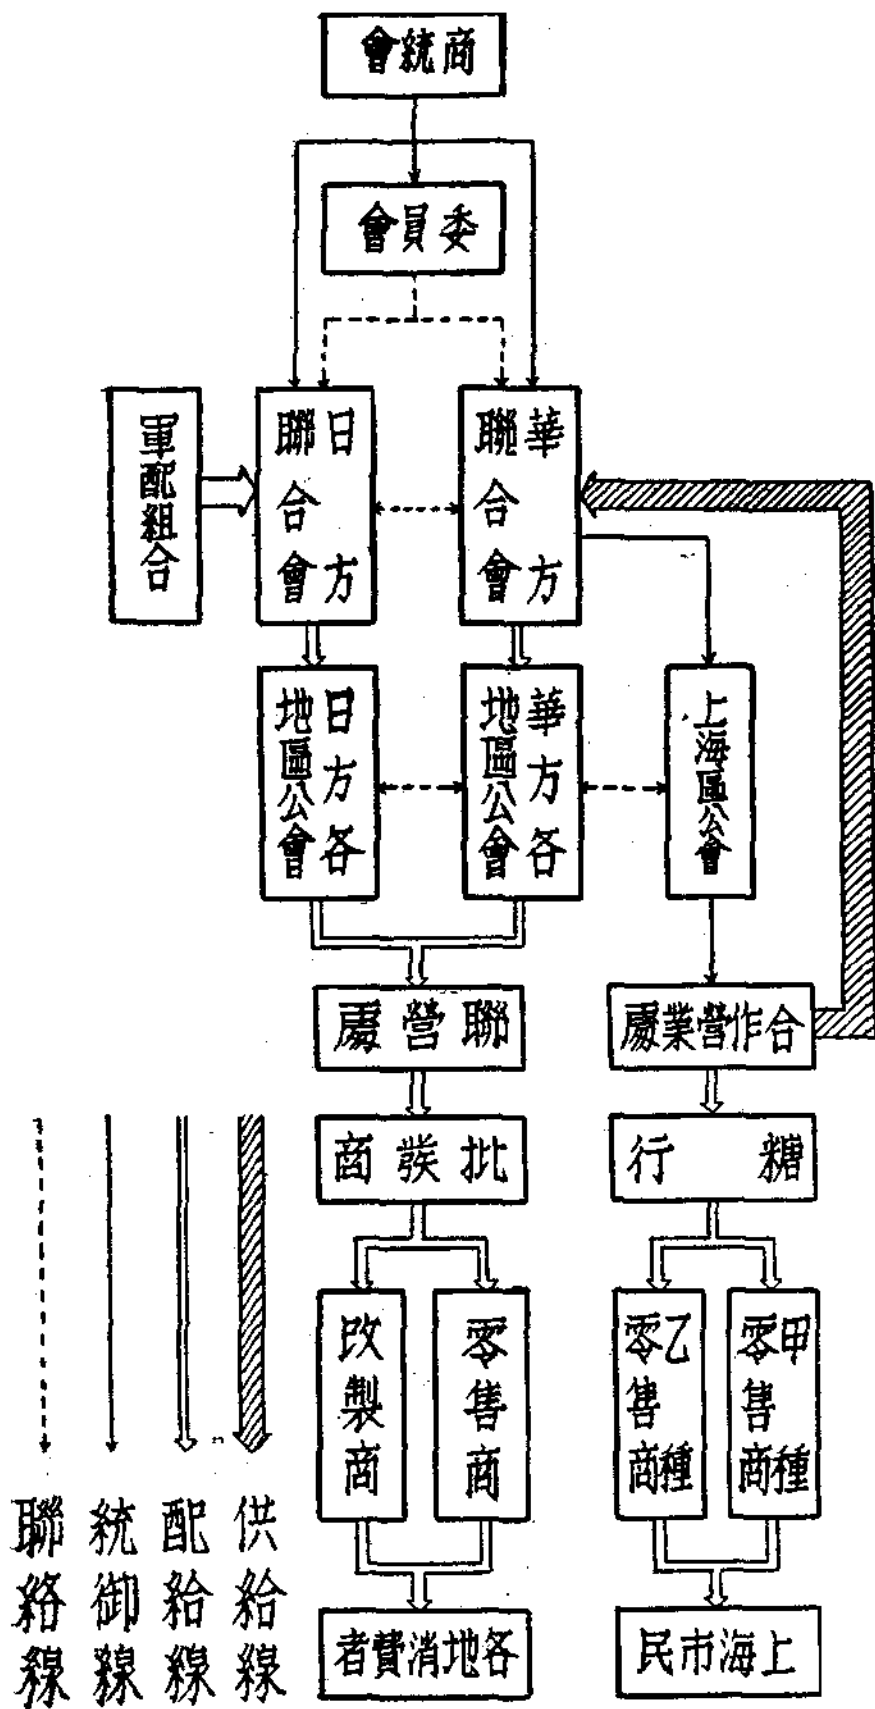 商統會
委員會
軍配組合
日方
聯合會
華方
聯合會
日方各
地區公會
華方各
地區公會
上海區公會
聯營處
合作營業處
批發商
糖行
改製商
零售商
乙種
零售商
甲種
零售商
各地消費者
上海市民
供給線
配給線
統御線
聯絡線